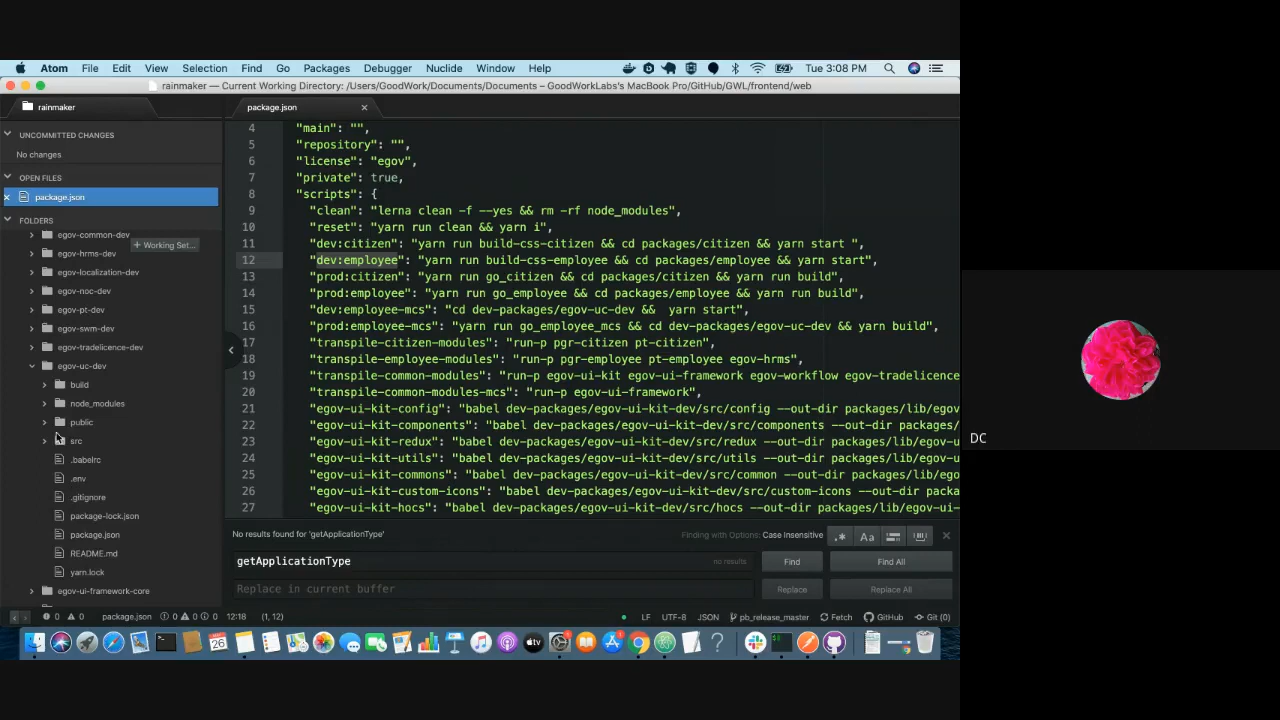 Atom File Edit View Selection Find Go Packages Debugger Nuclide Window Help Tue 3:08 PM
rainmaker — Current Working Directory: /Users/GoodWork/Documents/Documents – GoodWorkLabs's MacBook Pro/GitHub/GWL/frontend/web
rainmaker
package.json
UNCOMMITTED CHANGES
No changes
OPEN FILES
package.json
FOLDERS
egov-common-dev
+ Working Set...
egov-hrms-dev
egov-localization-dev
egov-noc-dev
egov-pt-dev
egov-swm-dev
egov-tradelicence-dev
egov-uc-dev
build
node_modules
public
src
.babelrc
.env
.gitignore
package-lock.json
package.json
README.md
yarn.lock
egov-ui-framework-core
4 "main": "",
5 "repository": "",
6 "license": "egov",
7 "private": true,
8 "scripts": {
9 "clean": "lerna clean -f --yes && rm -rf node_modules",
10 "reset": "yarn run clean && yarn i",
11 "dev:citizen": "yarn run build-css-citizen && cd packages/citizen && yarn start ",
12 "dev:employee": "yarn run build-css-employee && cd packages/employee && yarn start",
13 "prod:citizen": "yarn run go_citizen && cd packages/citizen && yarn run build",
14 "prod:employee": "yarn run go_employee && cd packages/employee && yarn run build",
15 "dev:employee-mcs": "cd dev-packages/egov-uc-dev && yarn start",
16 "prod:employee-mcs": "yarn run go_employee_mcs && cd dev-packages/egov-uc-dev && yarn build",
17 "transpile-citizen-modules": "run-p pgr-citizen pt-citizen",
18 "transpile-employee-modules": "run-p pgr-employee pt-employee egov-hrms",
19 "transpile-common-modules": "run-p egov-ui-kit egov-ui-framework egov-workflow egov-tradelicence
20 "transpile-common-modules-mcs": "run-p egov-ui-framework",
21 "egov-ui-kit-config": "babel dev-packages/egov-ui-kit-dev/src/config --out-dir packages/lib/egov
22 "egov-ui-kit-components": "babel dev-packages/egov-ui-kit-dev/src/components --out-dir packages/
23 "egov-ui-kit-redux": "babel dev-packages/egov-ui-kit-dev/src/redux --out-dir packages/lib/egov-u
24 "egov-ui-kit-utils": "babel dev-packages/egov-ui-kit-dev/src/utils --out-dir packages/lib/egov-u
25 "egov-ui-kit-commons": "babel dev-packages/egov-ui-kit-dev/src/common --out-dir packages/lib/ego
26 "egov-ui-kit-custom-icons": "babel dev-packages/egov-ui-kit-dev/src/custom-icons --out-dir packa
27 "egov-ui-kit-hocs": "babel dev-packages/egov-ui-kit-dev/src/hocs --out-dir packages/lib/egov-ui-
No results found for 'getApplicationType' Finding with Options: Case Insensitive .* Aa
getApplicationType no results Find Find All
Replace in current buffer Replace Replace All
0 0 package.json 0 0 0 12:18 (1, 12) LF UTF-8 JSON pb_release_master Fetch GitHub Git (0)
DC